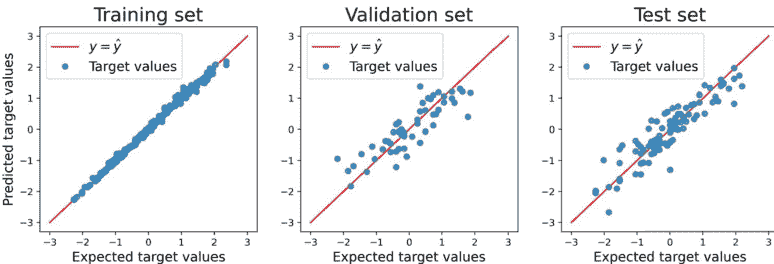 Training set
Validation set
Test set
y = ŷ
Target values
y = ŷ
Target values
y = ŷ
Target values
Predicted target values
3
2
1
0
−1
−2
−3
3
2
1
0
−1
−2
−3
3
2
1
0
−1
−2
−3
−3 −2 −1 0 1 2 3
−3 −2 −1 0 1 2 3
−3 −2 −1 0 1 2 3
Expected target values
Expected target values
Expected target values